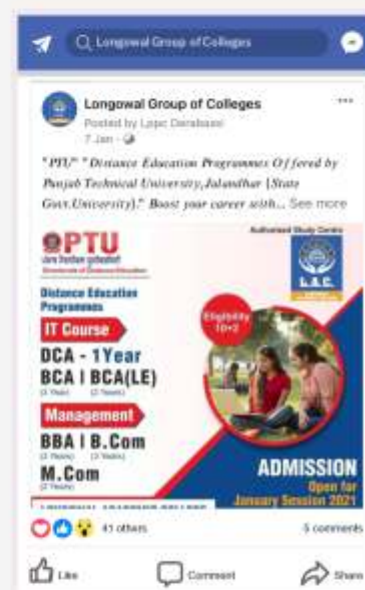 Longowal Group of Colleges
Longowal Group of Colleges
Posted by Lgpc Derabassi
7 Jan
"PTU" "Distance Education Programmes Offered by
Punjab Technical University, Jalandhar (State
Govt.University)." Boost your career with... See more
Authorised Study Centre
PTU
Directorate of Distance Education
L.G.C.
Distance Education
Programmes
Eligibility
10+2
IT Course
DCA - 1Year
BCA | BCA(LE)
(3 Years) (2 Years)
Management
BBA | B.Com
(3 Years) (3 Years)
M.Com
(2 Years)
ADMISSION
Open for
January Session 2021
41 others
5 comments
Like
Comment
Share